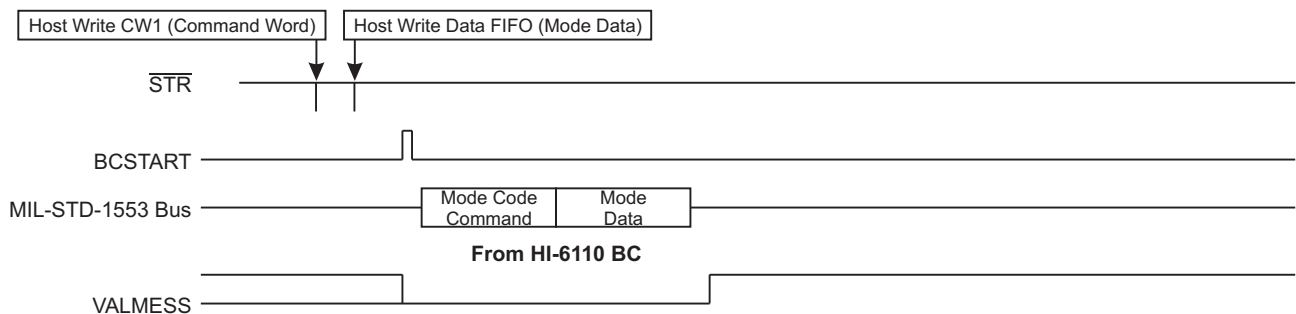 Host Write CW1 (Command Word) Host Write Data FIFO (Mode Data)
STR
BCSTART
MIL-STD-1553 Bus
Mode Code
Command
Mode
Data
From HI-6110 BC
VALMESS